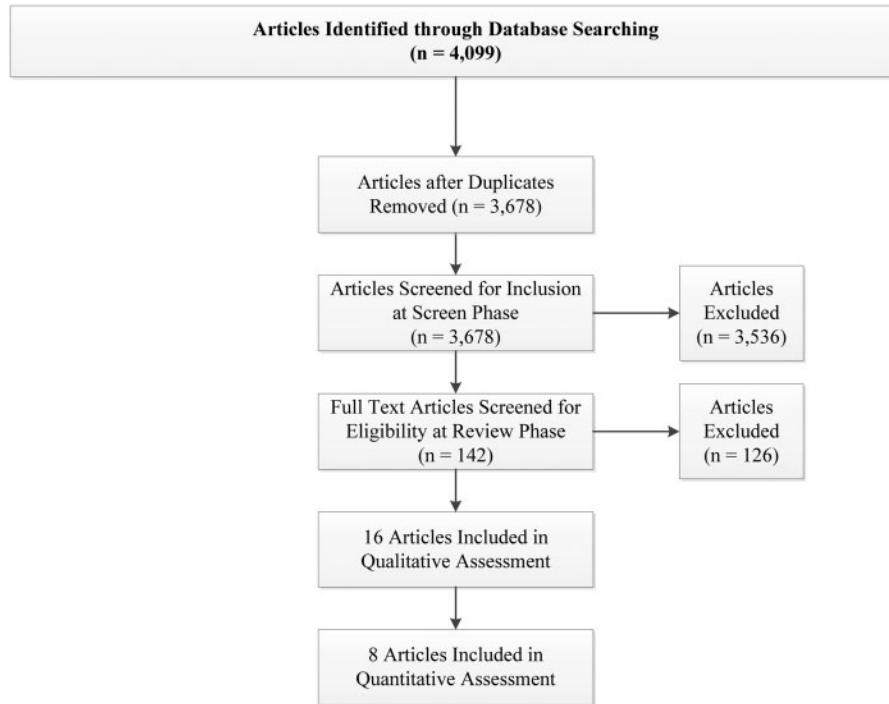 Articles Identified through Database Searching
(n = 4,099)
Articles after Duplicates
Removed (n = 3,678)
Articles Screened for Inclusion
at Screen Phase
(n = 3,678)
Articles
Excluded
(n = 3,536)
Full Text Articles Screened for
Eligibility at Review Phase
(n = 142)
Articles
Excluded
(n = 126)
16 Articles Included in
Qualitative Assessment
8 Articles Included in
Quantitative Assessment